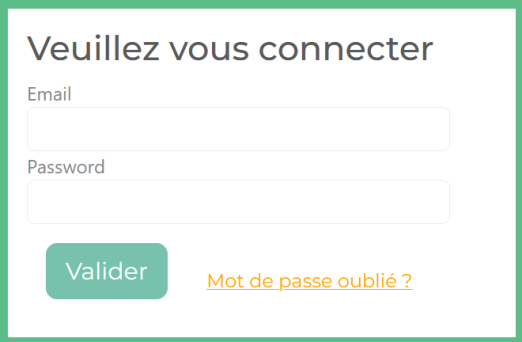 Veuillez vous connecter
Email
Password
Valider
Mot de passe oublié ?